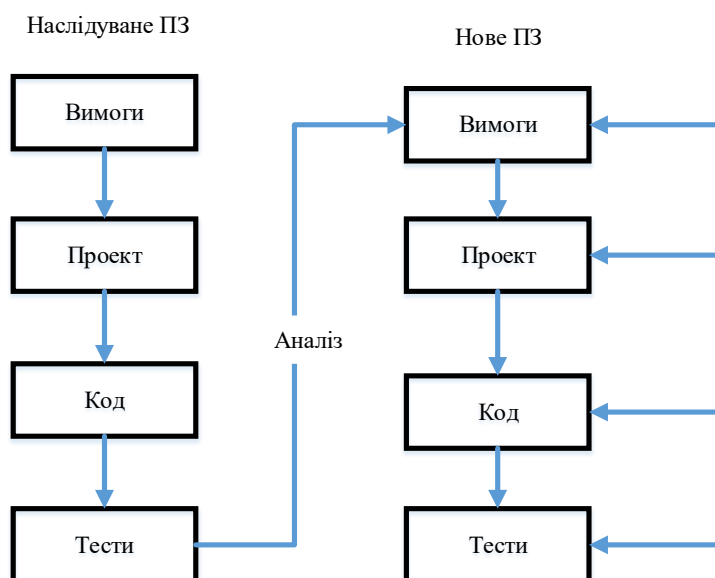 Наслідуване ПЗ
Вимоги
Проект
Код
Тести
Аналіз
Нове ПЗ
Вимоги
Проект
Код
Тести